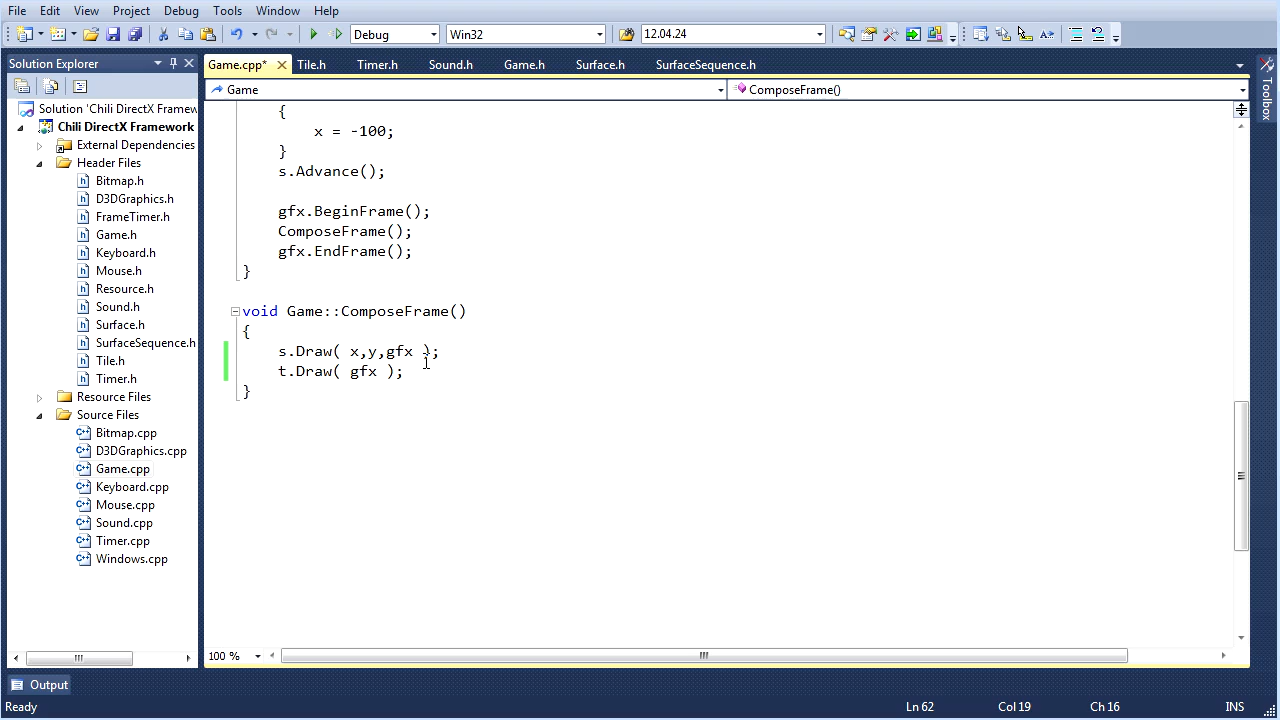 File Edit View Project Debug Tools Window Help
Debug Win32 12.04.24
Solution Explorer
Game.cpp* Tile.h Timer.h Sound.h Game.h Surface.h SurfaceSequence.h
Game ComposeFrame()
Toolbox
Solution 'Chili DirectX Framew
Chili DirectX Framework
External Dependencies
Header Files
Bitmap.h
D3DGraphics.h
FrameTimer.h
Game.h
Keyboard.h
Mouse.h
Resource.h
Sound.h
Surface.h
SurfaceSequence.h
Tile.h
Timer.h
Resource Files
Source Files
Bitmap.cpp
D3DGraphics.cpp
Game.cpp
Keyboard.cpp
Mouse.cpp
Sound.cpp
Timer.cpp
Windows.cpp
{
x = -100;
}
s.Advance();
gfx.BeginFrame();
ComposeFrame();
gfx.EndFrame();
}
void Game::ComposeFrame()
{
s.Draw( x,y,gfx );
t.Draw( gfx );
}
100 %
Output
Ready Ln 62 Col 19 Ch 16 INS